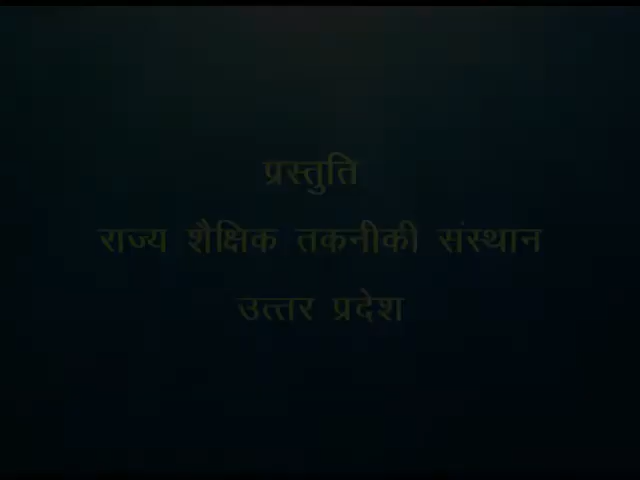 प्रस्तुति
राज्य शैक्षिक तकनीकी संस्थान
उत्तर प्रदेश